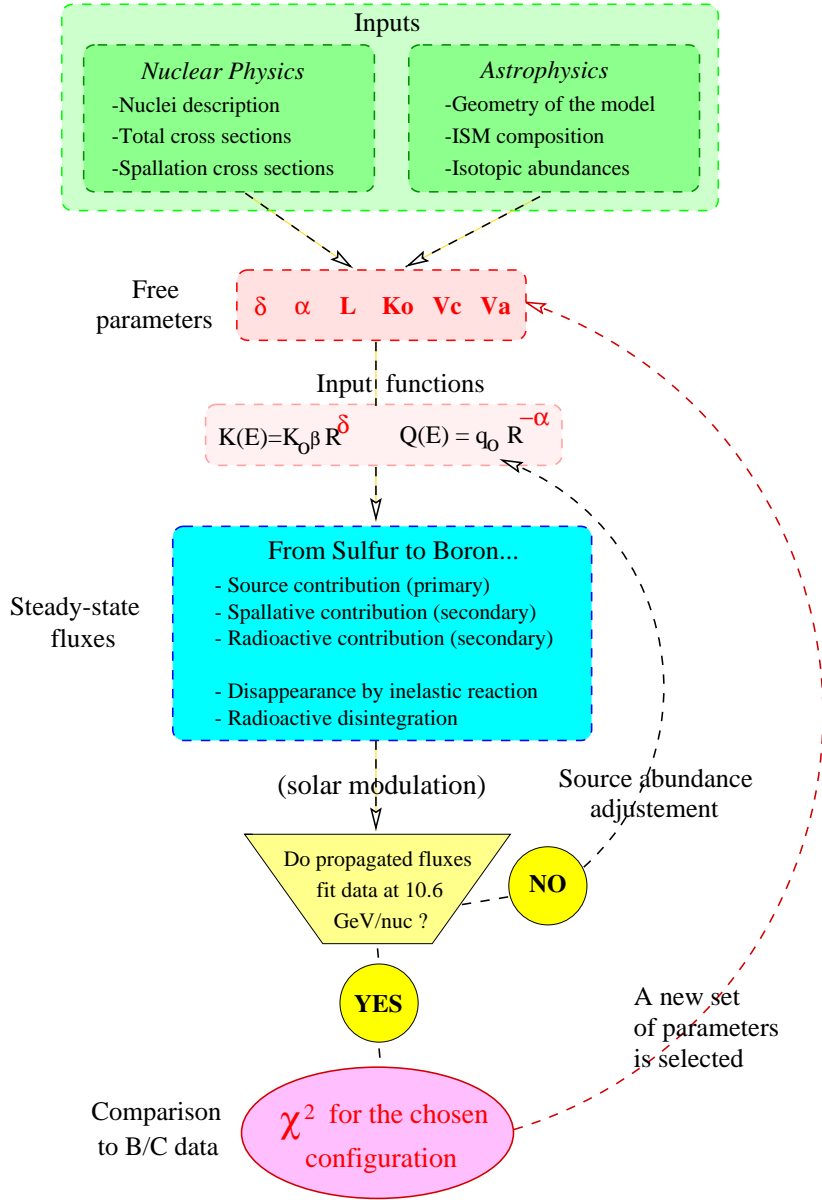 Inputs
Nuclear Physics
-Nuclei description
-Total cross sections
-Spallation cross sections
Astrophysics
-Geometry of the model
-ISM composition
-Isotopic abundances
Free
parameters
δ α L Ko Vc Va
Input functions
K(E)=K₀β R^δ
Q(E) = q₀ R^−α
Steady-state
fluxes
From Sulfur to Boron...
- Source contribution (primary)
- Spallative contribution (secondary)
- Radioactive contribution (secondary)
- Disappearance by inelastic reaction
- Radioactive disintegration
(solar modulation)
Source abundance
adjustement
Do propagated fluxes
fit data at 10.6
GeV/nuc ?
NO
YES
A new set
of parameters
is selected
Comparison
to B/C data
χ² for the chosen
configuration